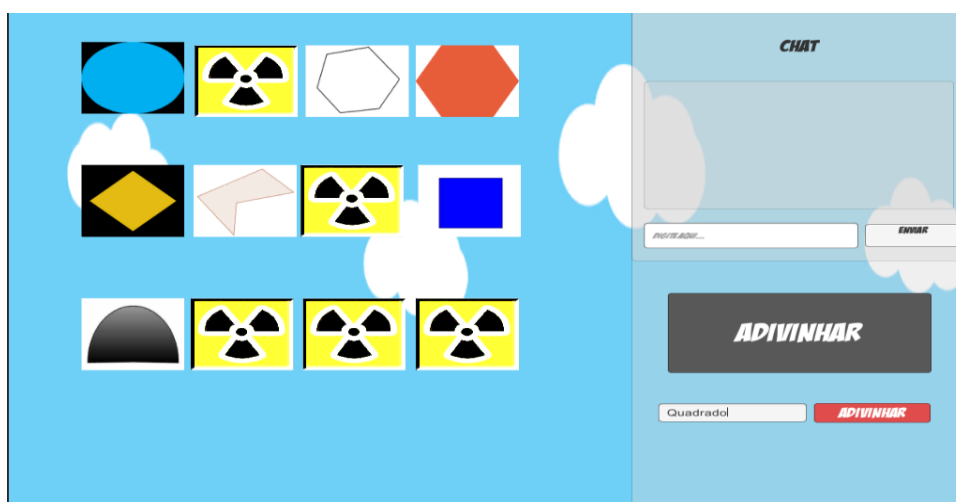 CHAT
DIGITE AQUI...
ENVIAR
ADIVINHAR
Quadrado
ADIVINHAR